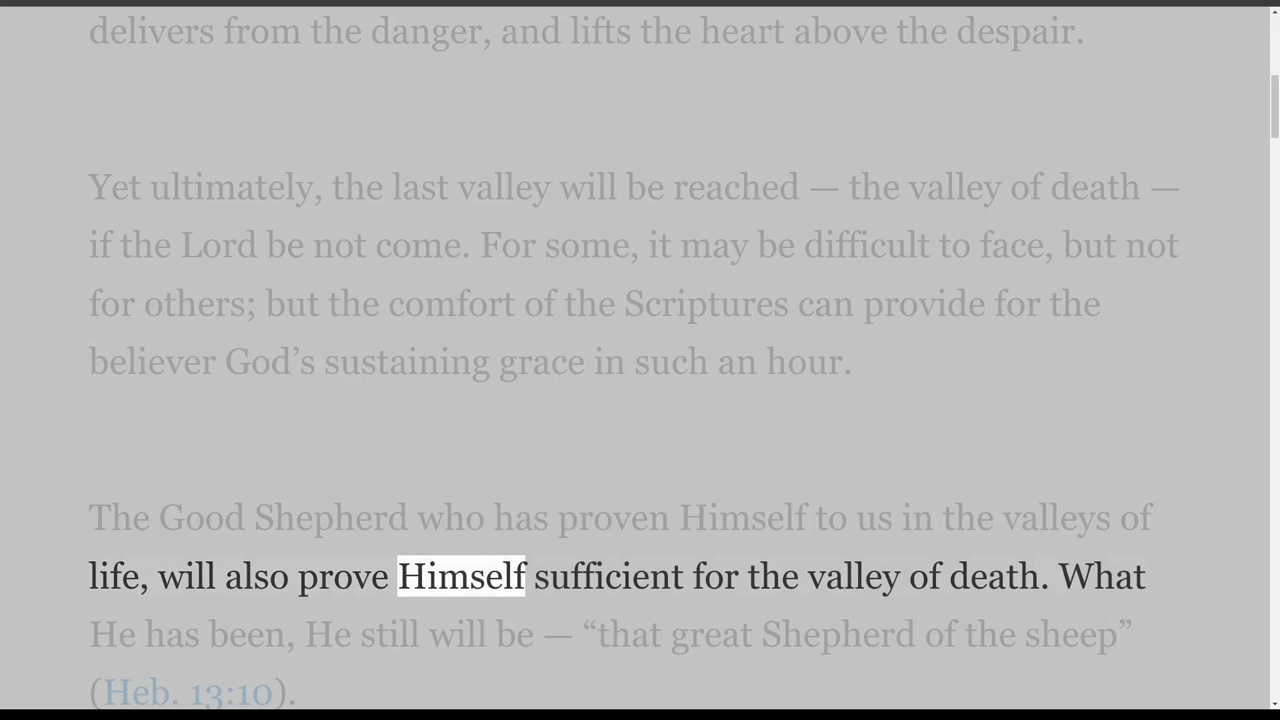 delivers from the danger, and lifts the heart above the despair.
Yet ultimately, the last valley will be reached — the valley of death —
if the Lord be not come. For some, it may be difficult to face, but not
for others; but the comfort of the Scriptures can provide for the
believer God’s sustaining grace in such an hour.
The Good Shepherd who has proven Himself to us in the valleys of
life, will also prove Himself sufficient for the valley of death. What
He has been, He still will be — “that great Shepherd of the sheep”
(Heb. 13:10).